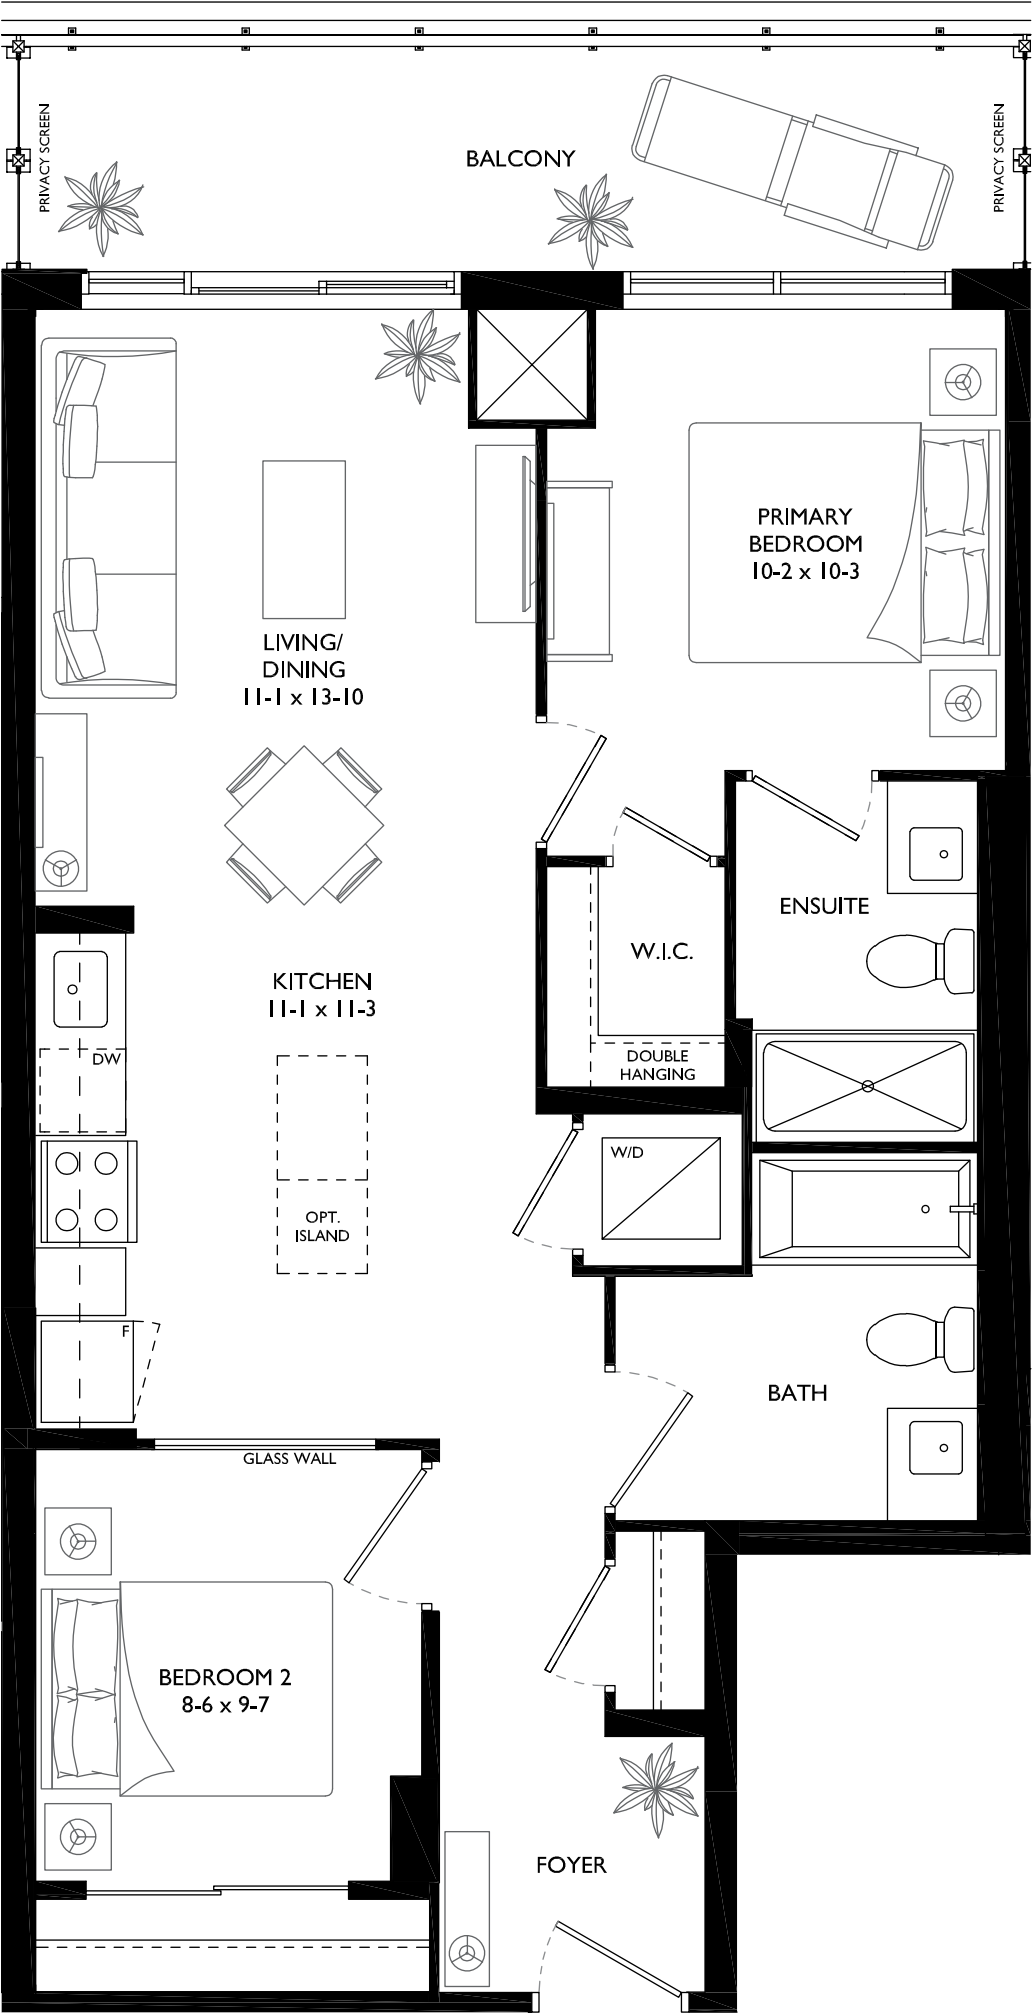 PRIVACY SCREEN
BALCONY
PRIVACY SCREEN
PRIMARY
BEDROOM
10-2 x 10-3
LIVING/
DINING
11-1 x 13-10
ENSUITE
W.I.C.
KITCHEN
11-1 x 11-3
DW
DOUBLE
HANGING
W/D
OPT.
ISLAND
F
BATH
GLASS WALL
BEDROOM 2
8-6 x 9-7
FOYER